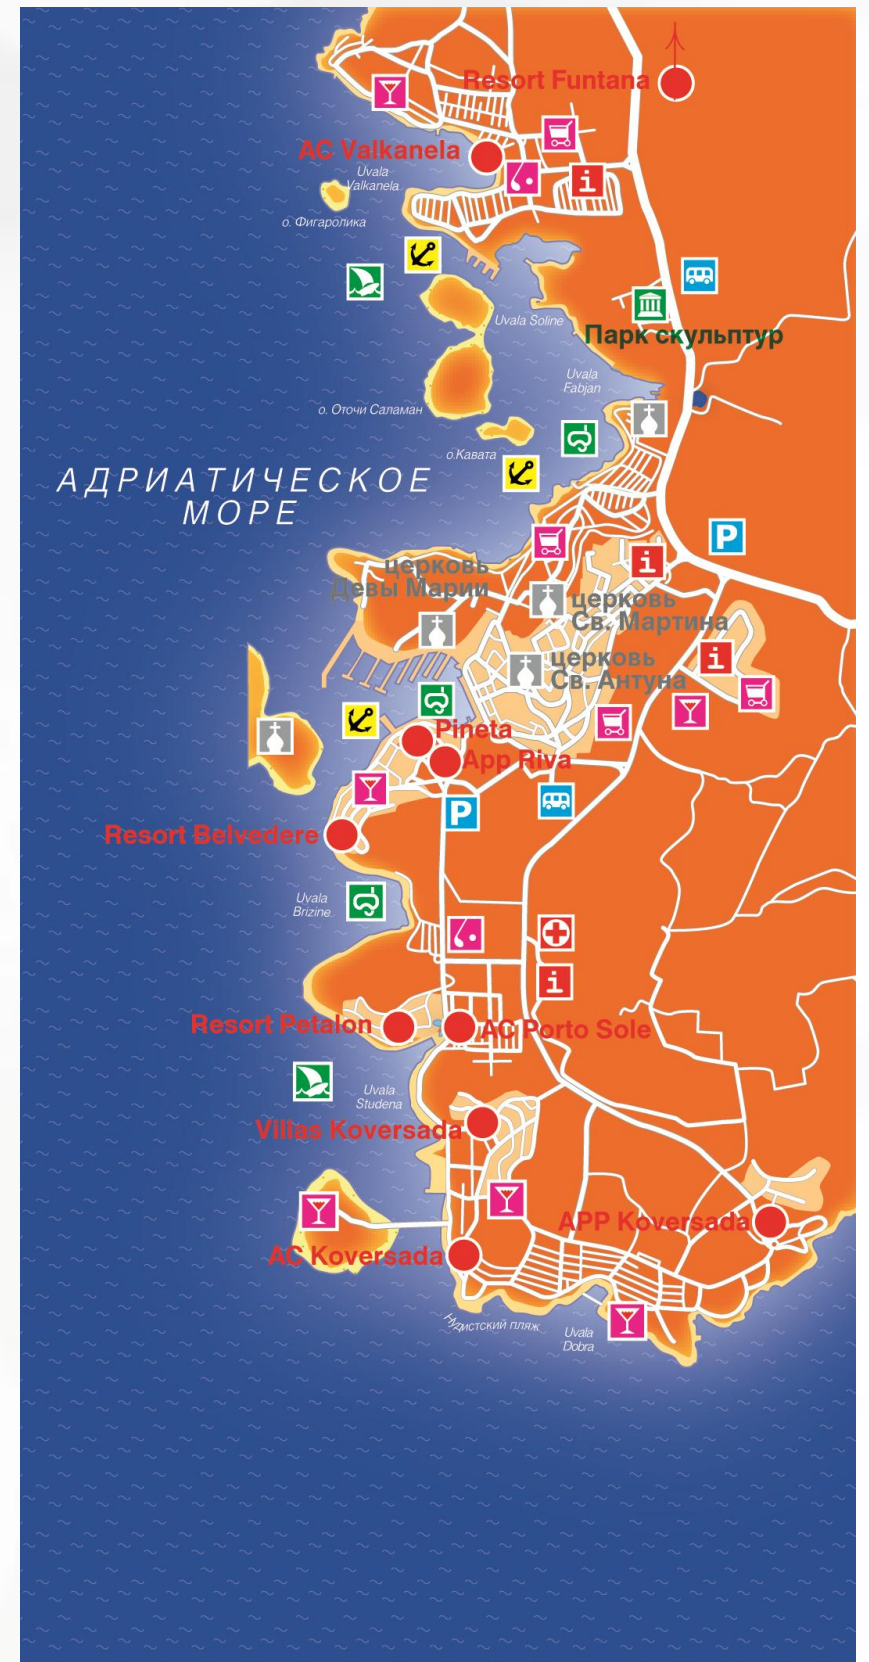 Resort Funtana
AC Valkanela
Uvala
Valkanela
i
о. Фигаролика
Парк скульптур
Uvala Soline
Uvala
Fabjan
о. Оточи Саламан
о.Кавата
АДРИАТИЧЕСКОЕ
МОРЕ
P
i
церковь
Девы Марии
церковь
Св. Мартина
церковь
Св. Антуна
i
Pineta
App Riva
P
Resort Belvedere
Uvala
Brizine
i
Resort Petalon
AC Porto Sole
Uvala
Studena
Villas Koversada
APP Koversada
AC Koversada
Нудистский пляж
Uvala
Dobra